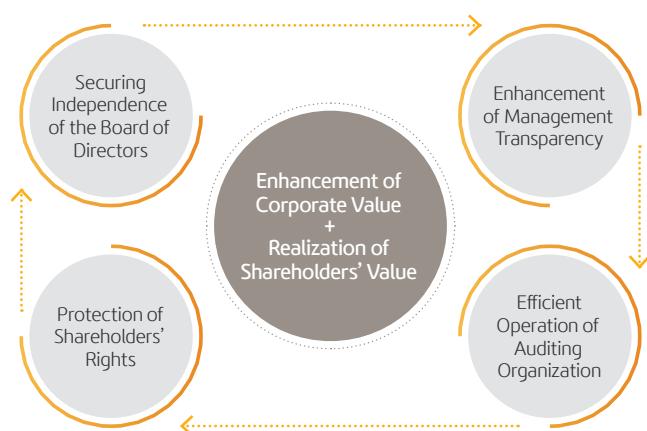 Securing
Independence
of the Board of
Directors
Enhancement
of Management
Transparency
Enhancement of
Corporate Value
+
Realization of
Shareholders’ Value
Protection of
Shareholders’
Rights
Efficient
Operation of
Auditing
Organization